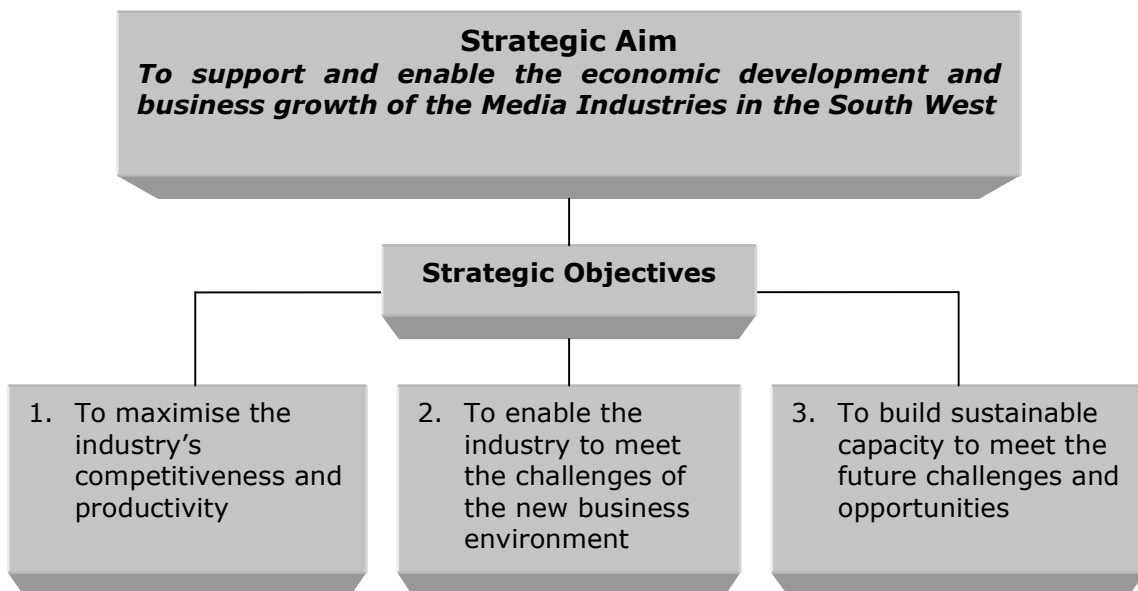 Strategic Aim
To support and enable the economic development and
business growth of the Media Industries in the South West
Strategic Objectives
1. To maximise the
industry’s
competitiveness and
productivity
2. To enable the
industry to meet
the challenges of
the new business
environment
3. To build sustainable
capacity to meet the
future challenges and
opportunities